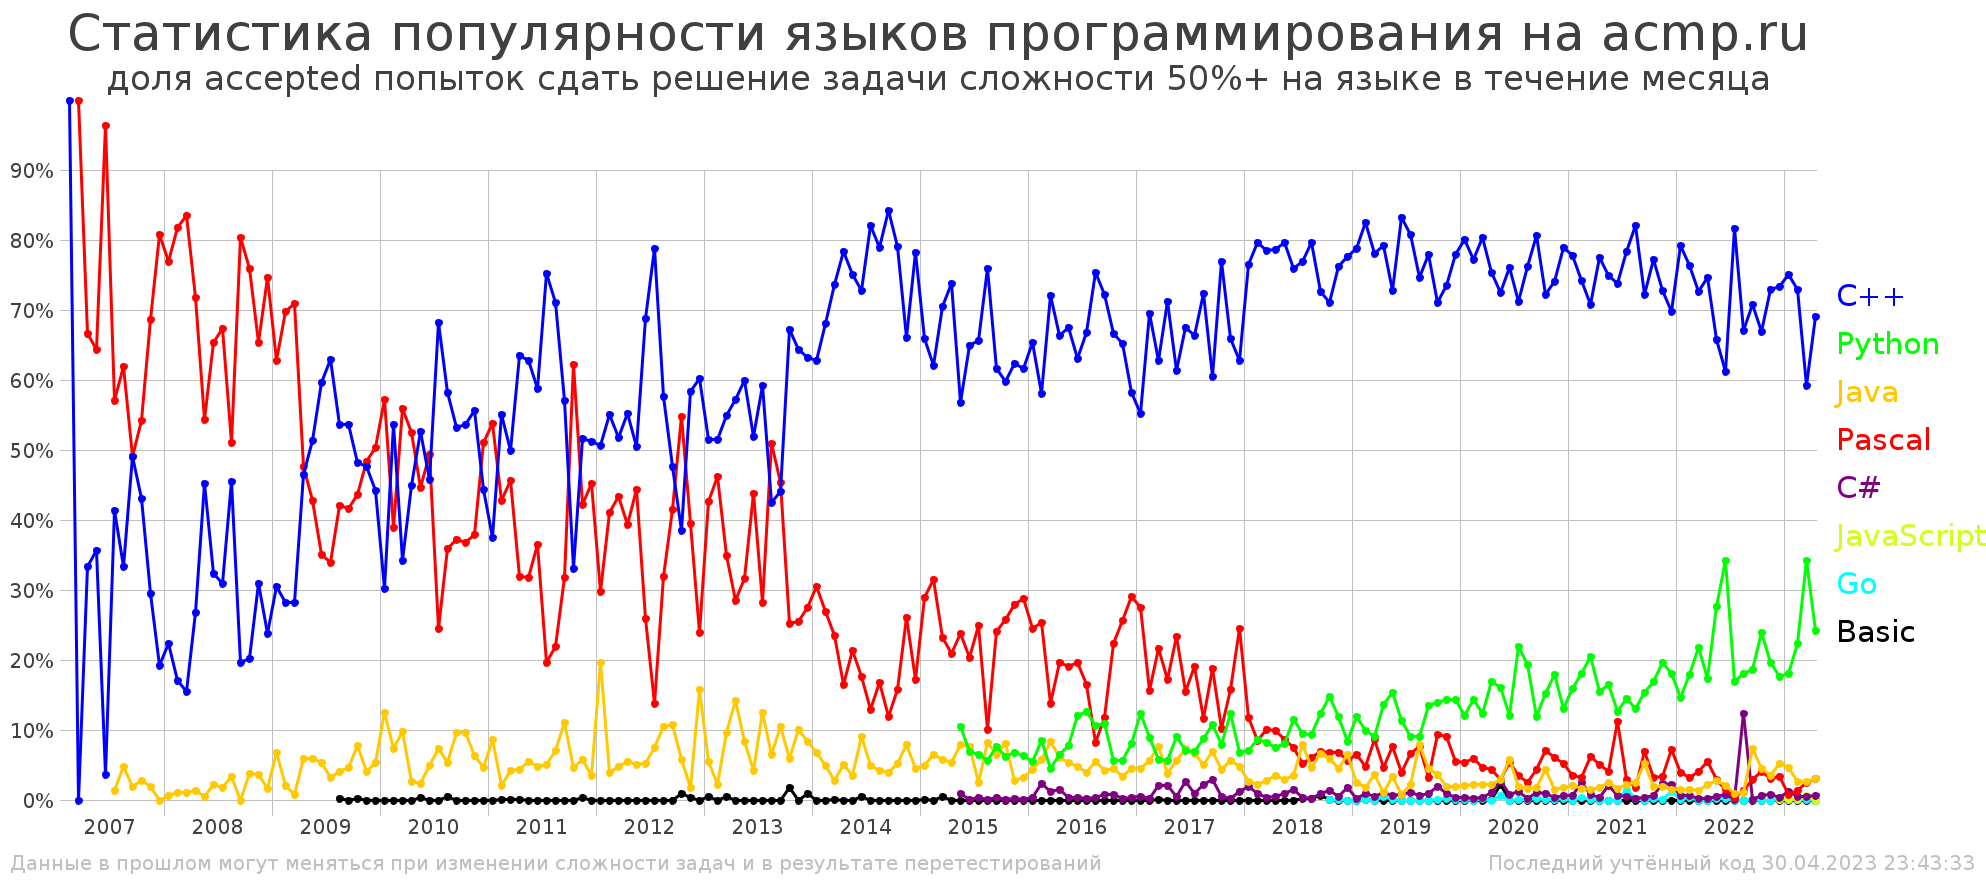 Статистика популярности языков программирования на acmp.ru
доля accepted попыток сдать решение задачи сложности 50%+ на языке в течение месяца
90%
80%
70%
60%
50%
40%
30%
20%
10%
0%
C++
Python
Java
Pascal
C#
JavaScript
Go
Basic
2007 2008 2009 2010 2011 2012 2013 2014 2015 2016 2017 2018 2019 2020 2021 2022
Данные в прошлом могут меняться при изменении сложности задач и в результате перетестирований
Последний учтённый код 30.04.2023 23:43:33